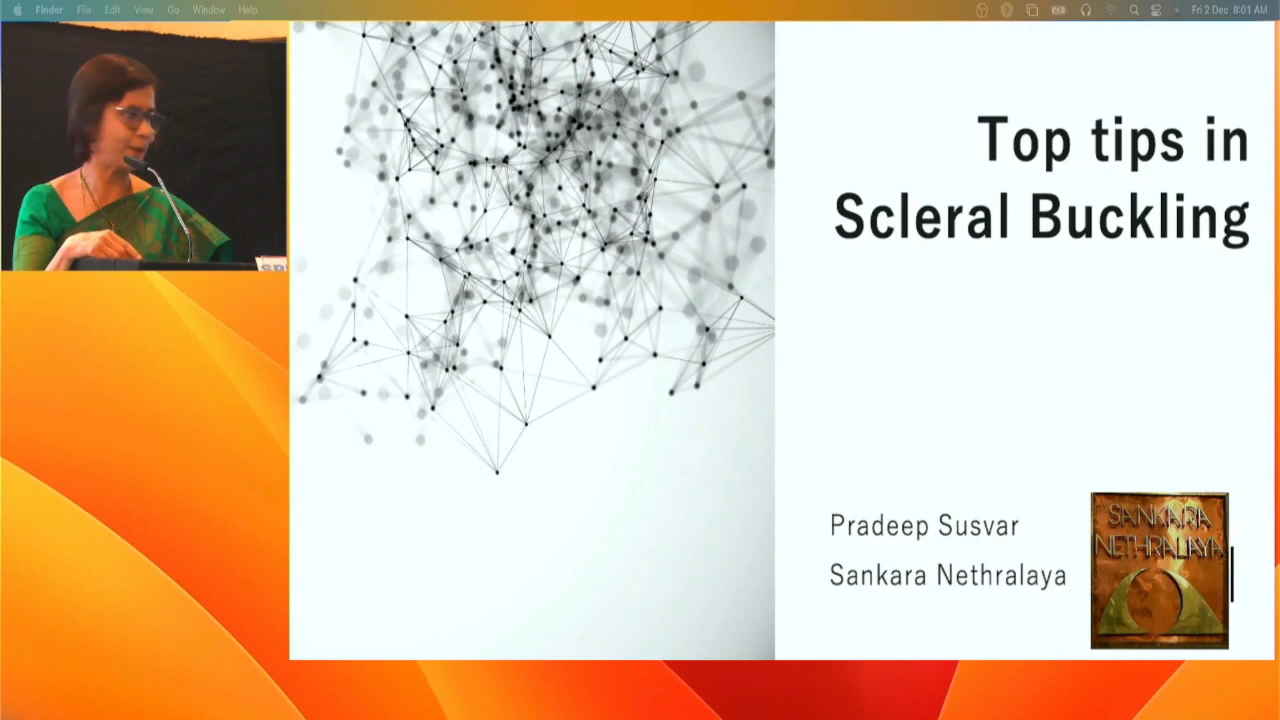 Finder File Edit View Go Window Help
Fri 2 Dec 8:01 AM
Top tips in
Scleral Buckling
Pradeep Susvar
Sankara Nethralaya
SANKARA
NETHRALAYA